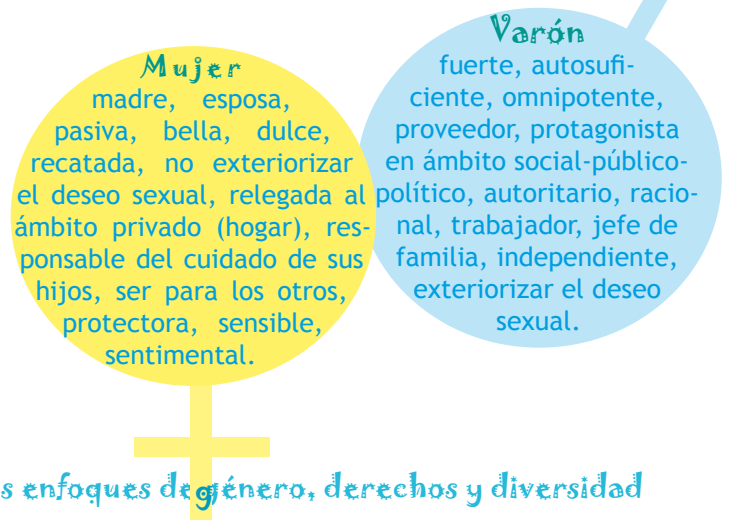 Mujer
madre, esposa,
pasiva, bella, dulce,
recatada, no exteriorizar
el deseo sexual, relegada al
ámbito privado (hogar), res-
ponsable del cuidado de sus
hijos, ser para los otros,
protectora, sensible,
sentimental.
Varón
fuerte, autosufi-
ciente, omnipotente,
proveedor, protagonista
en ámbito social-público-
político, autoritario, racio-
nal, trabajador, jefe de
familia, independiente,
exteriorizar el deseo
sexual.
s enfoques de género, derechos y diversidad
9